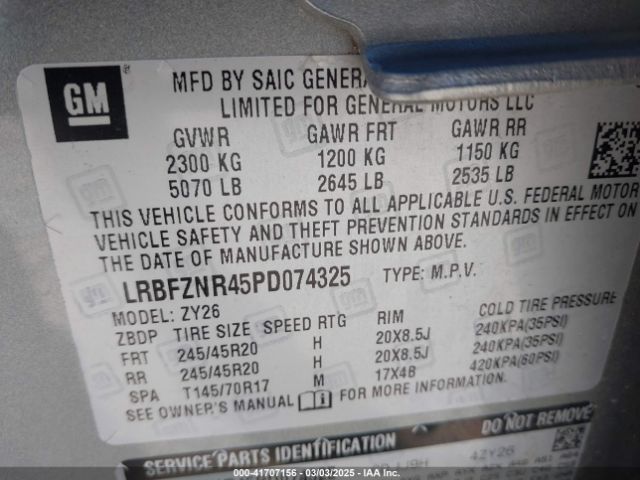 GM
MFD BY SAIC GENERAL
LIMITED FOR GENERAL MOTORS LLC
GVWR GAWR FRT GAWR RR
2300 KG 1200 KG 1150 KG
5070 LB 2645 LB 2535 LB
THIS VEHICLE CONFORMS TO ALL APPLICABLE U.S. FEDERAL MOTOR
VEHICLE SAFETY AND THEFT PREVENTION STANDARDS IN EFFECT ON
THE DATE OF MANUFACTURE SHOWN ABOVE.
LRBFZNR45PD074325 TYPE: M.P.V.
MODEL: ZY26
ZBDP TIRE SIZE SPEED RTG RIM COLD TIRE PRESSURE
FRT 245/45R20 H 20X8.5J 240KPA(35PSI)
RR 245/45R20 H 20X8.5J 240KPA(35PSI)
SPA T145/70R17 M 17X4B 420KPA(60PSI)
SEE OWNER'S MANUAL FOR MORE INFORMATION.
SERVICE PARTS IDENTIFICATION DO NOT REMOVE
4ZY26
000-41707156 — 03/03/2025 — IAAI.COM